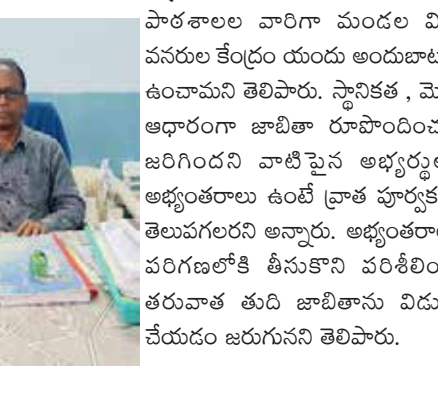 పాఠశాలల వారిగా మండల వి
వనరుల కేంద్రం యందు అందుబాట
ఉంచామని తెలిపారు. స్థానికత , మె
ఆధారంగా జాబితా రూపొందించ
జరిగిందని వాటిపైన అభ్యర్థుల
అభ్యంతరాలు ఉంటే వ్రాత పూర్వక
తెలుపగలరని అన్నారు. అభ్యంతరాల
పరిగణలోకి తీసుకొని పరిశీలిం
తరువాత తుది జాబితాను విడు
చేయడం జరుగునని తెలిపారు.